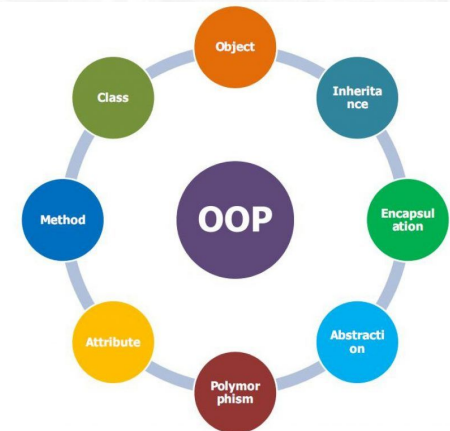 Object
Inherita
nce
Encapsul
ation
Abstracti
on
Polymor
phism
Attribute
Method
Class
OOP